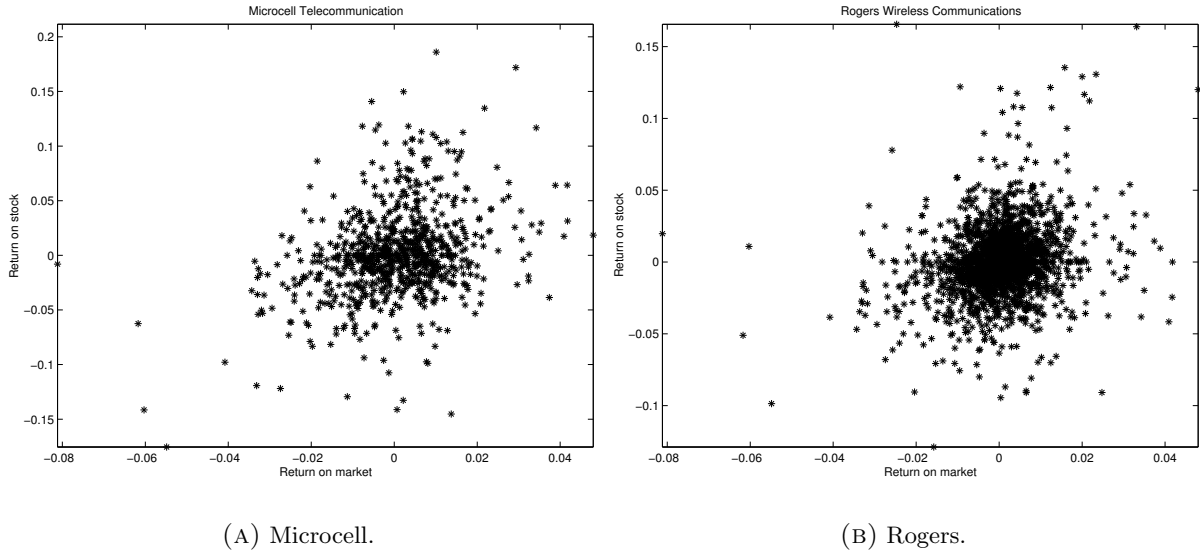 Microcell Telecommunication
0.2
0.15
0.1
0.05
0
−0.05
−0.1
−0.15
Return on stock
−0.08 −0.06 −0.04 −0.02 0 0.02 0.04
Return on market
(A) Microcell.
Rogers Wireless Communications
0.15
0.1
0.05
0
−0.05
−0.1
Return on stock
−0.08 −0.06 −0.04 −0.02 0 0.02 0.04
Return on market
(B) Rogers.